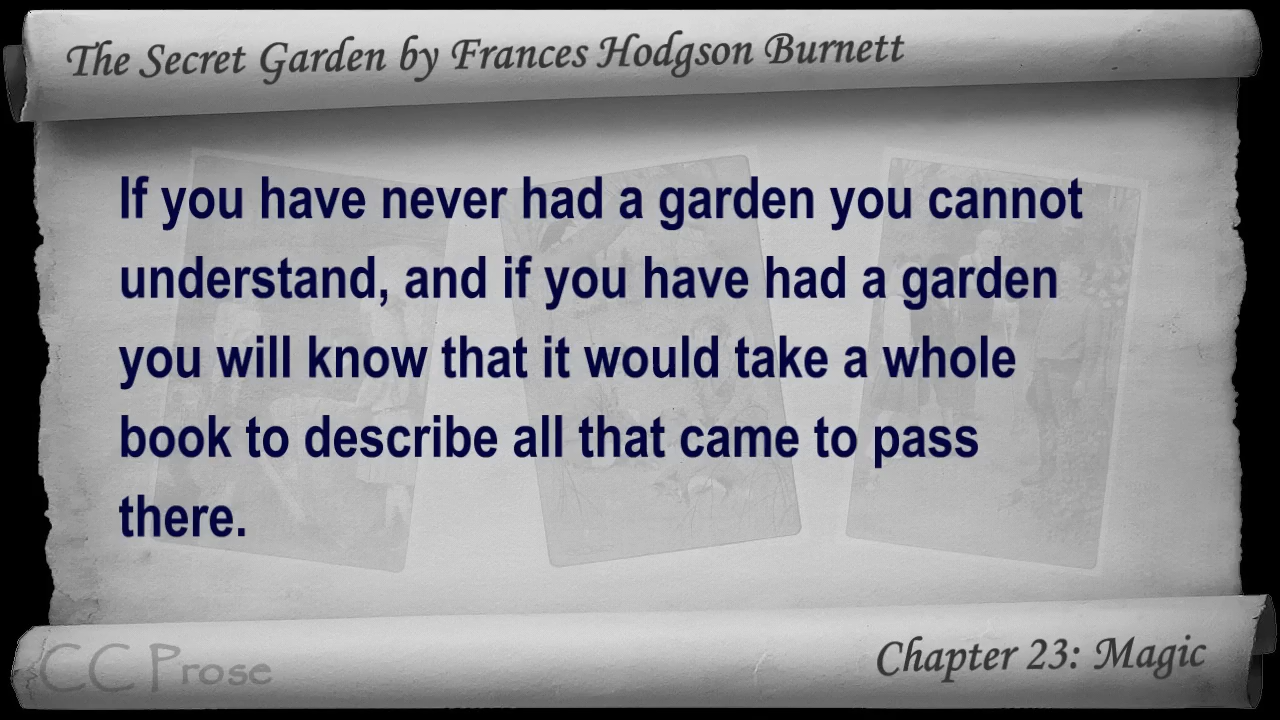 The Secret Garden by Frances Hodgson Burnett
If you have never had a garden you cannot
understand, and if you have had a garden
you will know that it would take a whole
book to describe all that came to pass
there.
CC Prose
Chapter 23: Magic